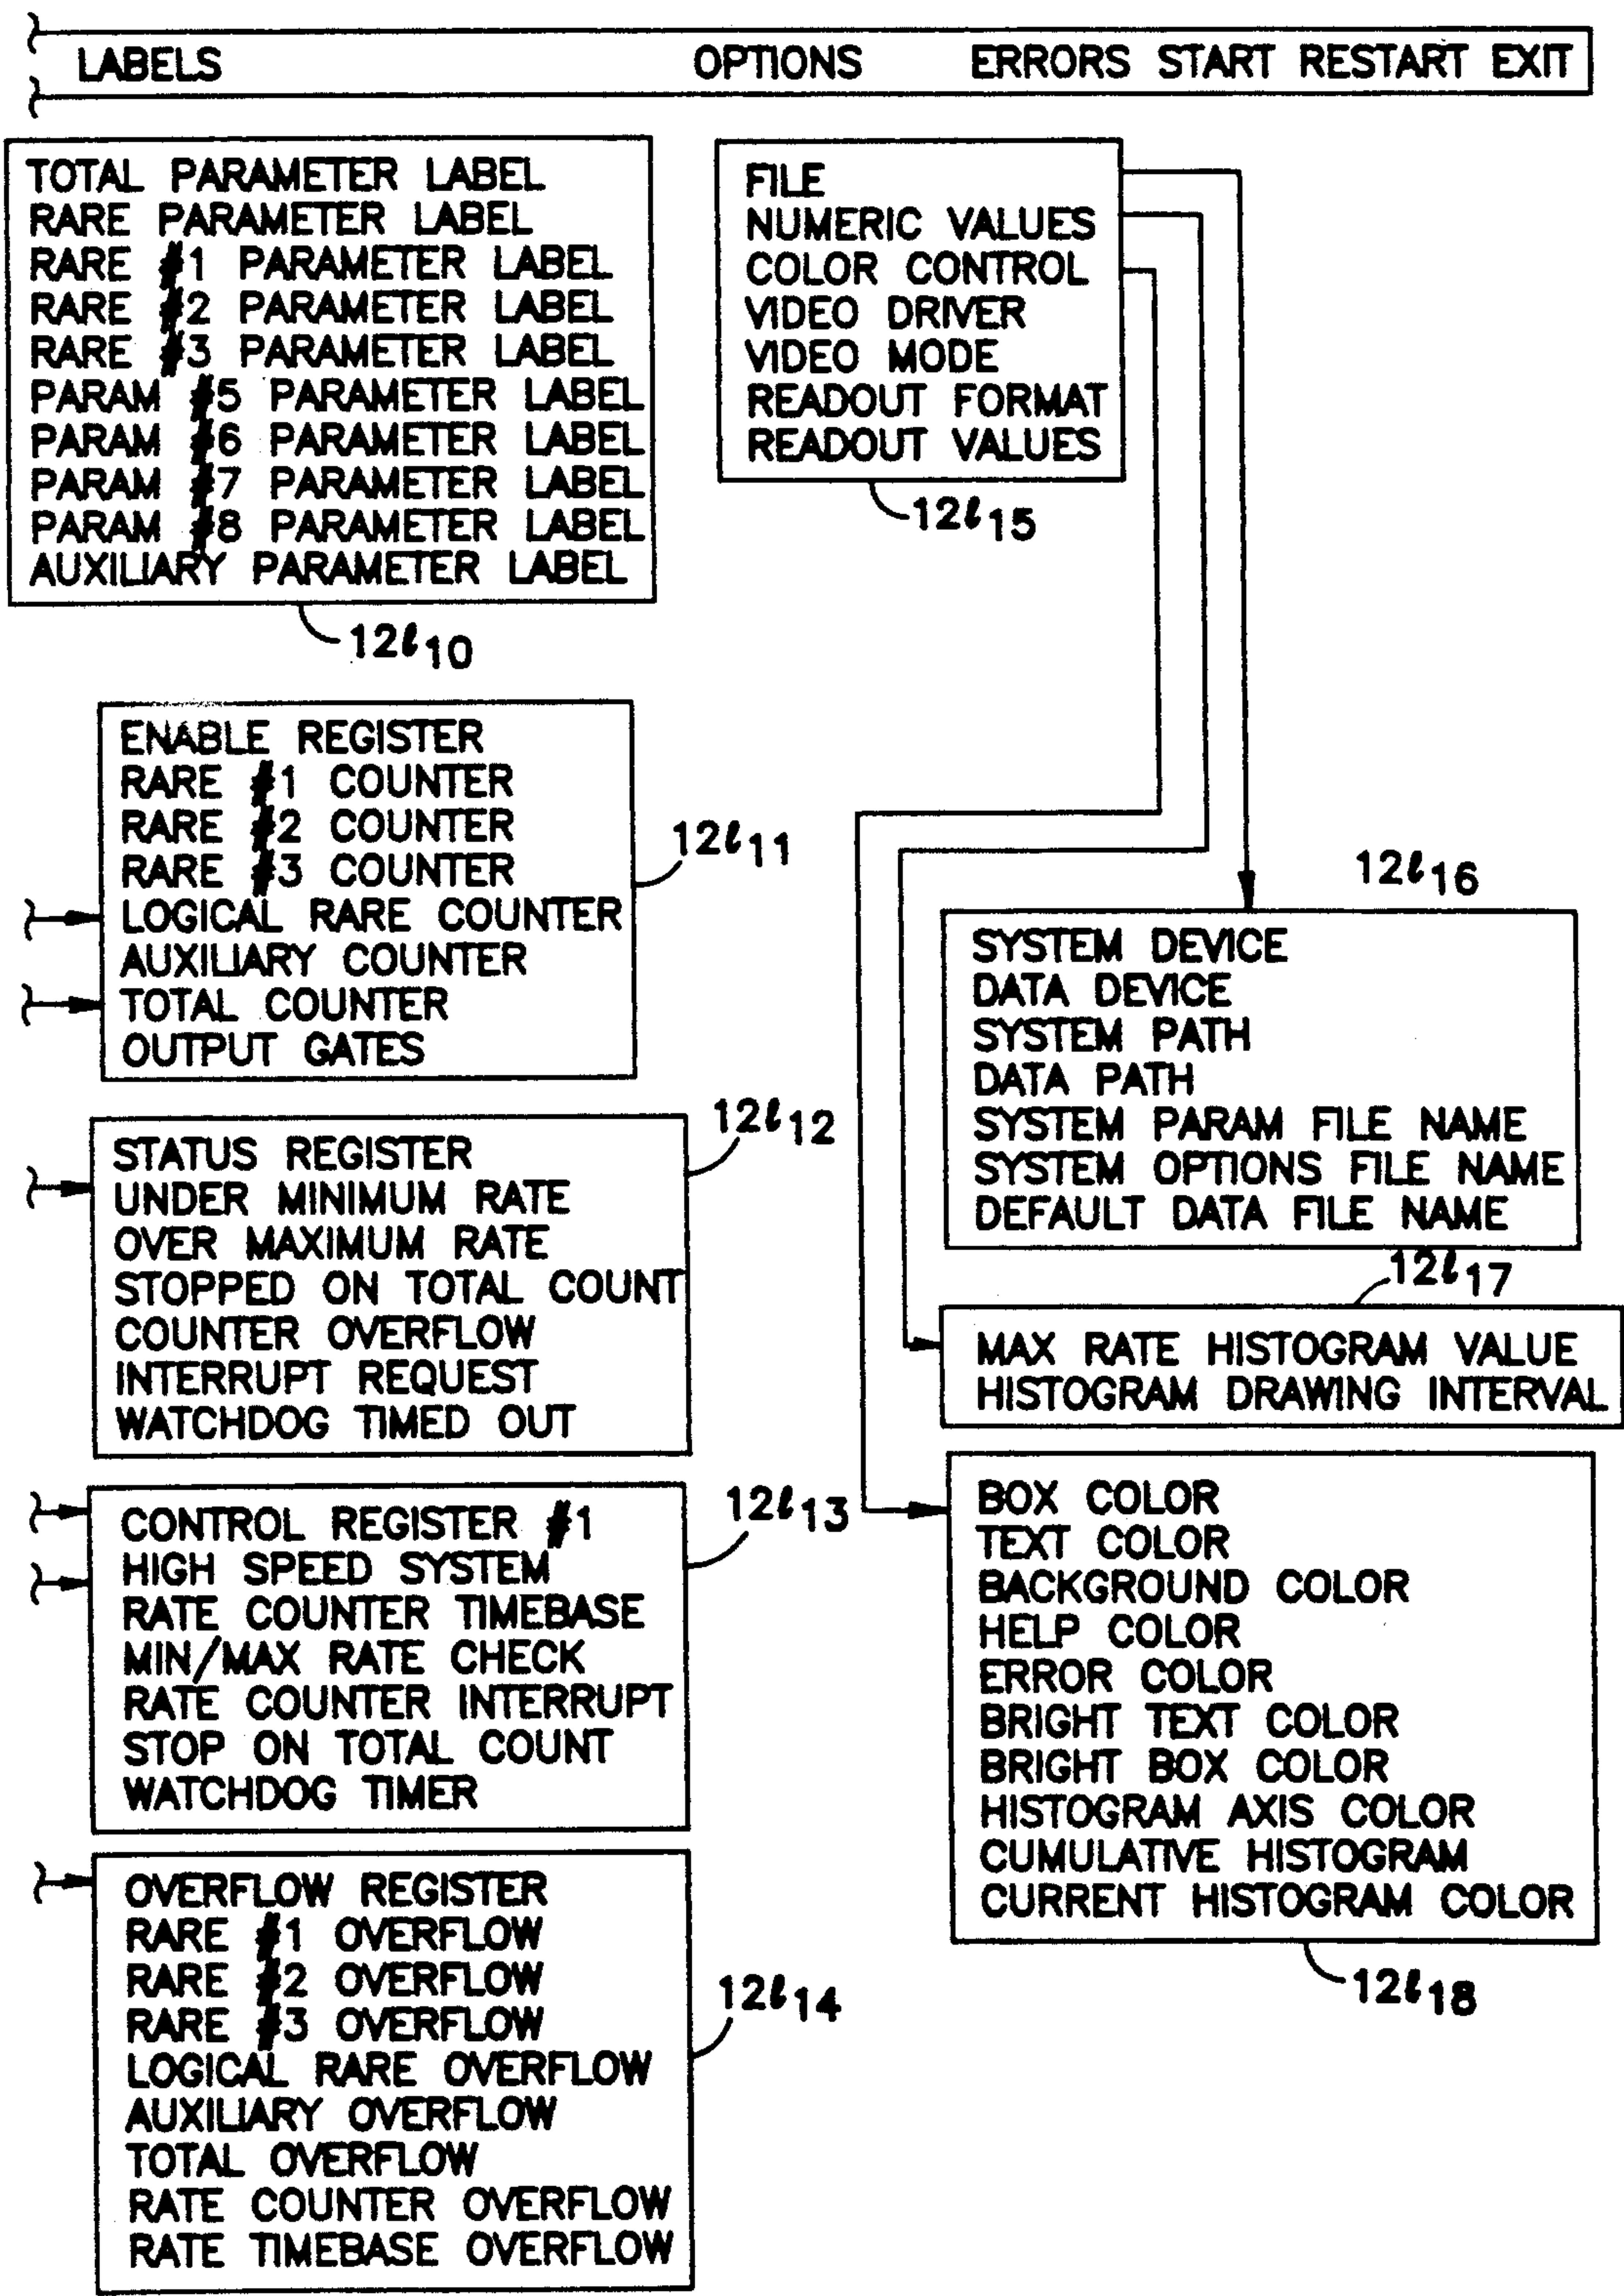 LABELS OPTIONS ERRORS START RESTART EXIT
TOTAL PARAMETER LABEL
RARE PARAMETER LABEL
RARE #1 PARAMETER LABEL
RARE #2 PARAMETER LABEL
RARE #3 PARAMETER LABEL
PARAM #5 PARAMETER LABEL
PARAM #6 PARAMETER LABEL
PARAM #7 PARAMETER LABEL
PARAM #8 PARAMETER LABEL
AUXILIARY PARAMETER LABEL
12ℓ10
FILE
NUMERIC VALUES
COLOR CONTROL
VIDEO DRIVER
VIDEO MODE
READOUT FORMAT
READOUT VALUES
12ℓ15
ENABLE REGISTER
RARE #1 COUNTER
RARE #2 COUNTER
RARE #3 COUNTER
LOGICAL RARE COUNTER
AUXILIARY COUNTER
TOTAL COUNTER
OUTPUT GATES
12ℓ11
STATUS REGISTER
UNDER MINIMUM RATE
OVER MAXIMUM RATE
STOPPED ON TOTAL COUNT
COUNTER OVERFLOW
INTERRUPT REQUEST
WATCHDOG TIMED OUT
12ℓ12
CONTROL REGISTER #1
HIGH SPEED SYSTEM
RATE COUNTER TIMEBASE
MIN/MAX RATE CHECK
RATE COUNTER INTERRUPT
STOP ON TOTAL COUNT
WATCHDOG TIMER
12ℓ13
OVERFLOW REGISTER
RARE #1 OVERFLOW
RARE #2 OVERFLOW
RARE #3 OVERFLOW
LOGICAL RARE OVERFLOW
AUXILIARY OVERFLOW
TOTAL OVERFLOW
RATE COUNTER OVERFLOW
RATE TIMEBASE OVERFLOW
12ℓ14
12ℓ16
SYSTEM DEVICE
DATA DEVICE
SYSTEM PATH
DATA PATH
SYSTEM PARAM FILE NAME
SYSTEM OPTIONS FILE NAME
DEFAULT DATA FILE NAME
12ℓ17
MAX RATE HISTOGRAM VALUE
HISTOGRAM DRAWING INTERVAL
BOX COLOR
TEXT COLOR
BACKGROUND COLOR
HELP COLOR
ERROR COLOR
BRIGHT TEXT COLOR
BRIGHT BOX COLOR
HISTOGRAM AXIS COLOR
CUMULATIVE HISTOGRAM
CURRENT HISTOGRAM COLOR
12ℓ18